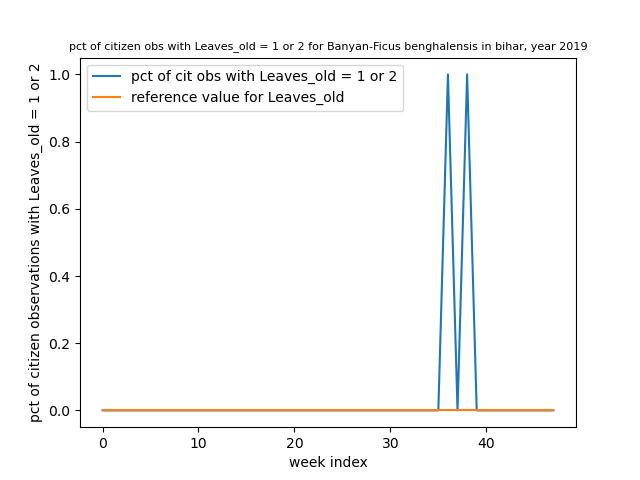 pct of citizen obs with Leaves_old = 1 or 2 for Banyan-Ficus benghalensis in bihar, year 2019
pct of citizen observations with Leaves_old = 1 or 2
pct of cit obs with Leaves_old = 1 or 2
reference value for Leaves_old
1.0
0.8
0.6
0.4
0.2
0.0
0 10 20 30 40
week index